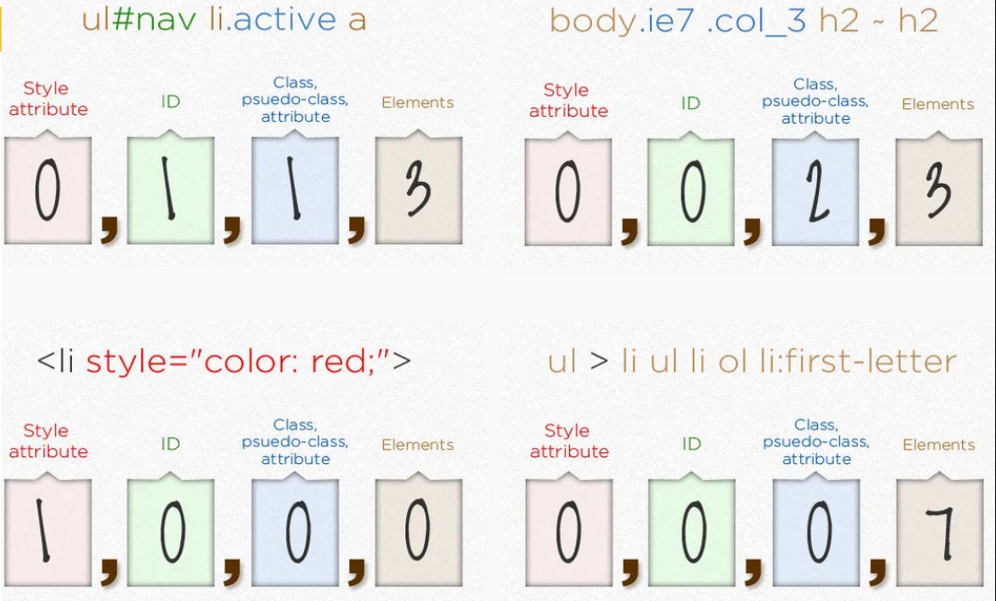 ul#nav li.active a
Style
attribute
ID
Class,
psuedo-class,
attribute
Elements
0 , 1 , 1 , 3
body.ie7 .col_3 h2 ~ h2
Style
attribute
ID
Class,
psuedo-class,
attribute
Elements
0 , 0 , 2 , 3
<li style="color: red;">
Style
attribute
ID
Class,
psuedo-class,
attribute
Elements
1 , 0 , 0 , 0
ul > li ul li ol li:first-letter
Style
attribute
ID
Class,
psuedo-class,
attribute
Elements
0 , 0 , 0 , 7